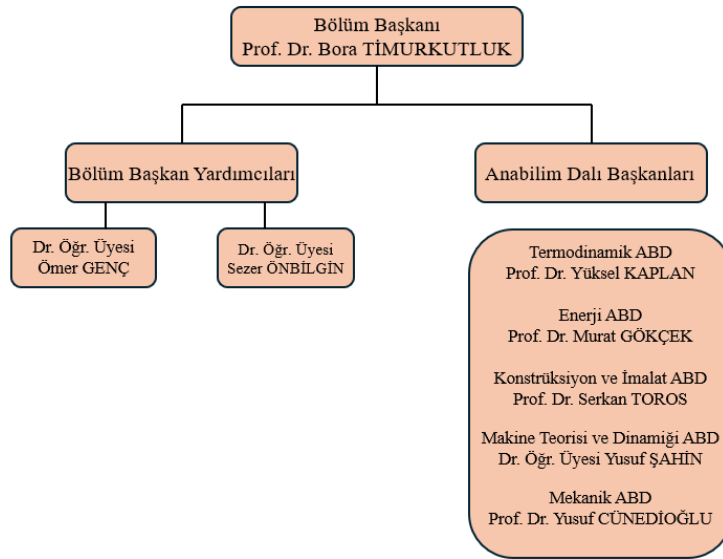 Bölüm Başkanı
Prof. Dr. Bora TİMURKUTLUK
Bölüm Başkan Yardımcıları
Anabilim Dalı Başkanları
Dr. Öğr. Üyesi
Ömer GENÇ
Dr. Öğr. Üyesi
Sezer ÖNBİLGİN
Termodinamik ABD
Prof. Dr. Yüksel KAPLAN
Enerji ABD
Prof. Dr. Murat GÖKÇEK
Konstrüksiyon ve İmalat ABD
Prof. Dr. Serkan TOROS
Makine Teorisi ve Dinamiği ABD
Dr. Öğr. Üyesi Yusuf ŞAHİN
Mekanik ABD
Prof. Dr. Yusuf CÜNEDİOĞLU